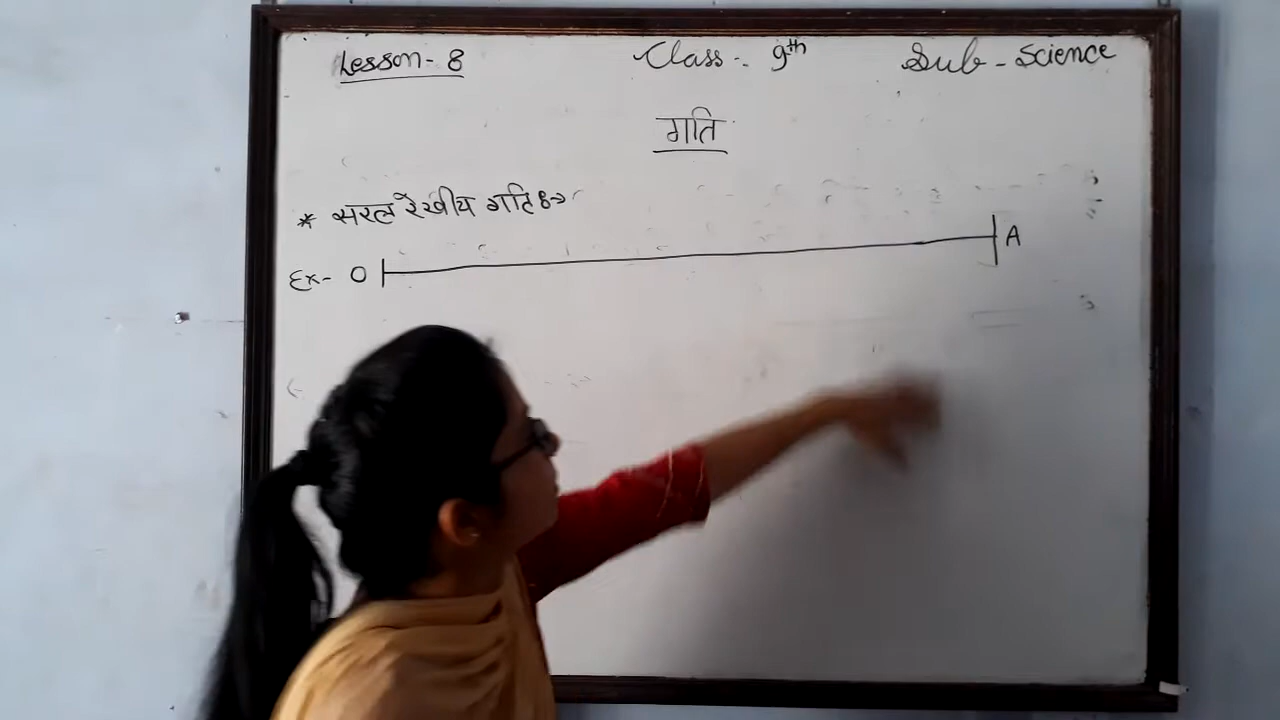 Lesson - 8 Class - 9th Sub - Science
गति
* सरल रेखीय गति :->
Ex- O A